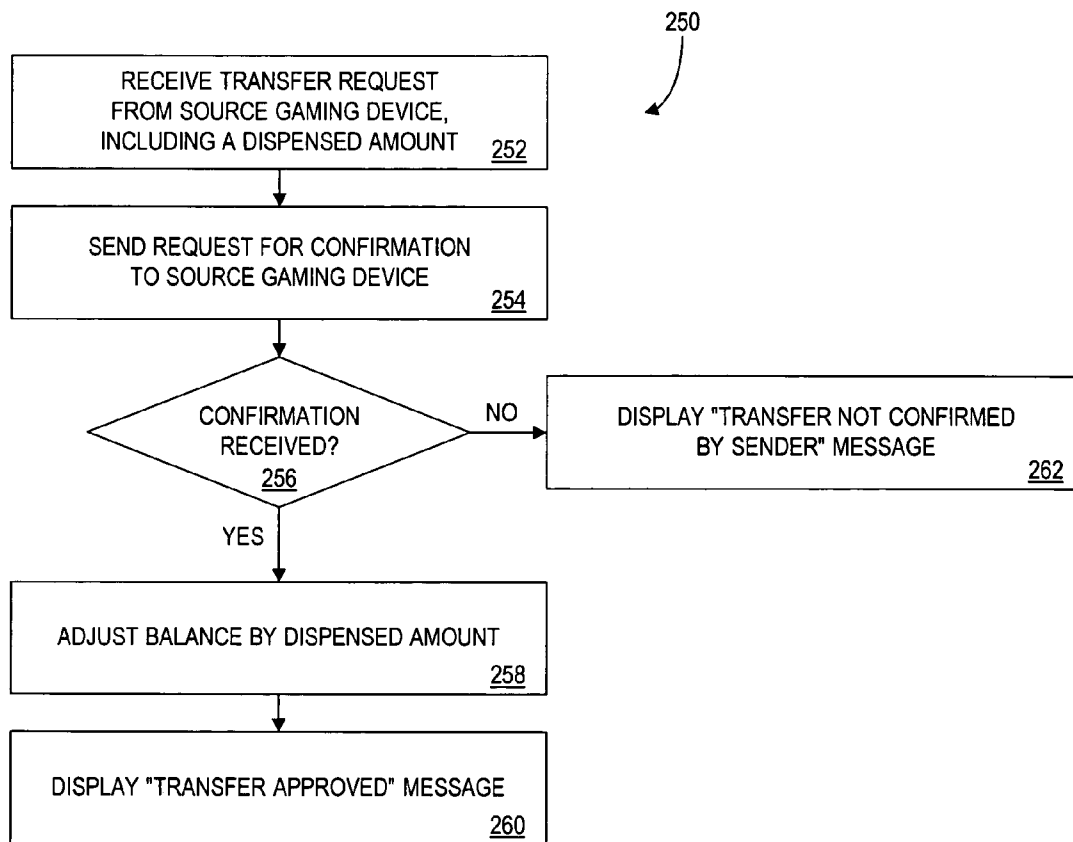 250
RECEIVE TRANSFER REQUEST
FROM SOURCE GAMING DEVICE,
INCLUDING A DISPENSED AMOUNT
252
SEND REQUEST FOR CONFIRMATION
TO SOURCE GAMING DEVICE
254
CONFIRMATION
RECEIVED?
256
NO
DISPLAY "TRANSFER NOT CONFIRMED
BY SENDER" MESSAGE
262
YES
ADJUST BALANCE BY DISPENSED AMOUNT
258
DISPLAY "TRANSFER APPROVED" MESSAGE
260